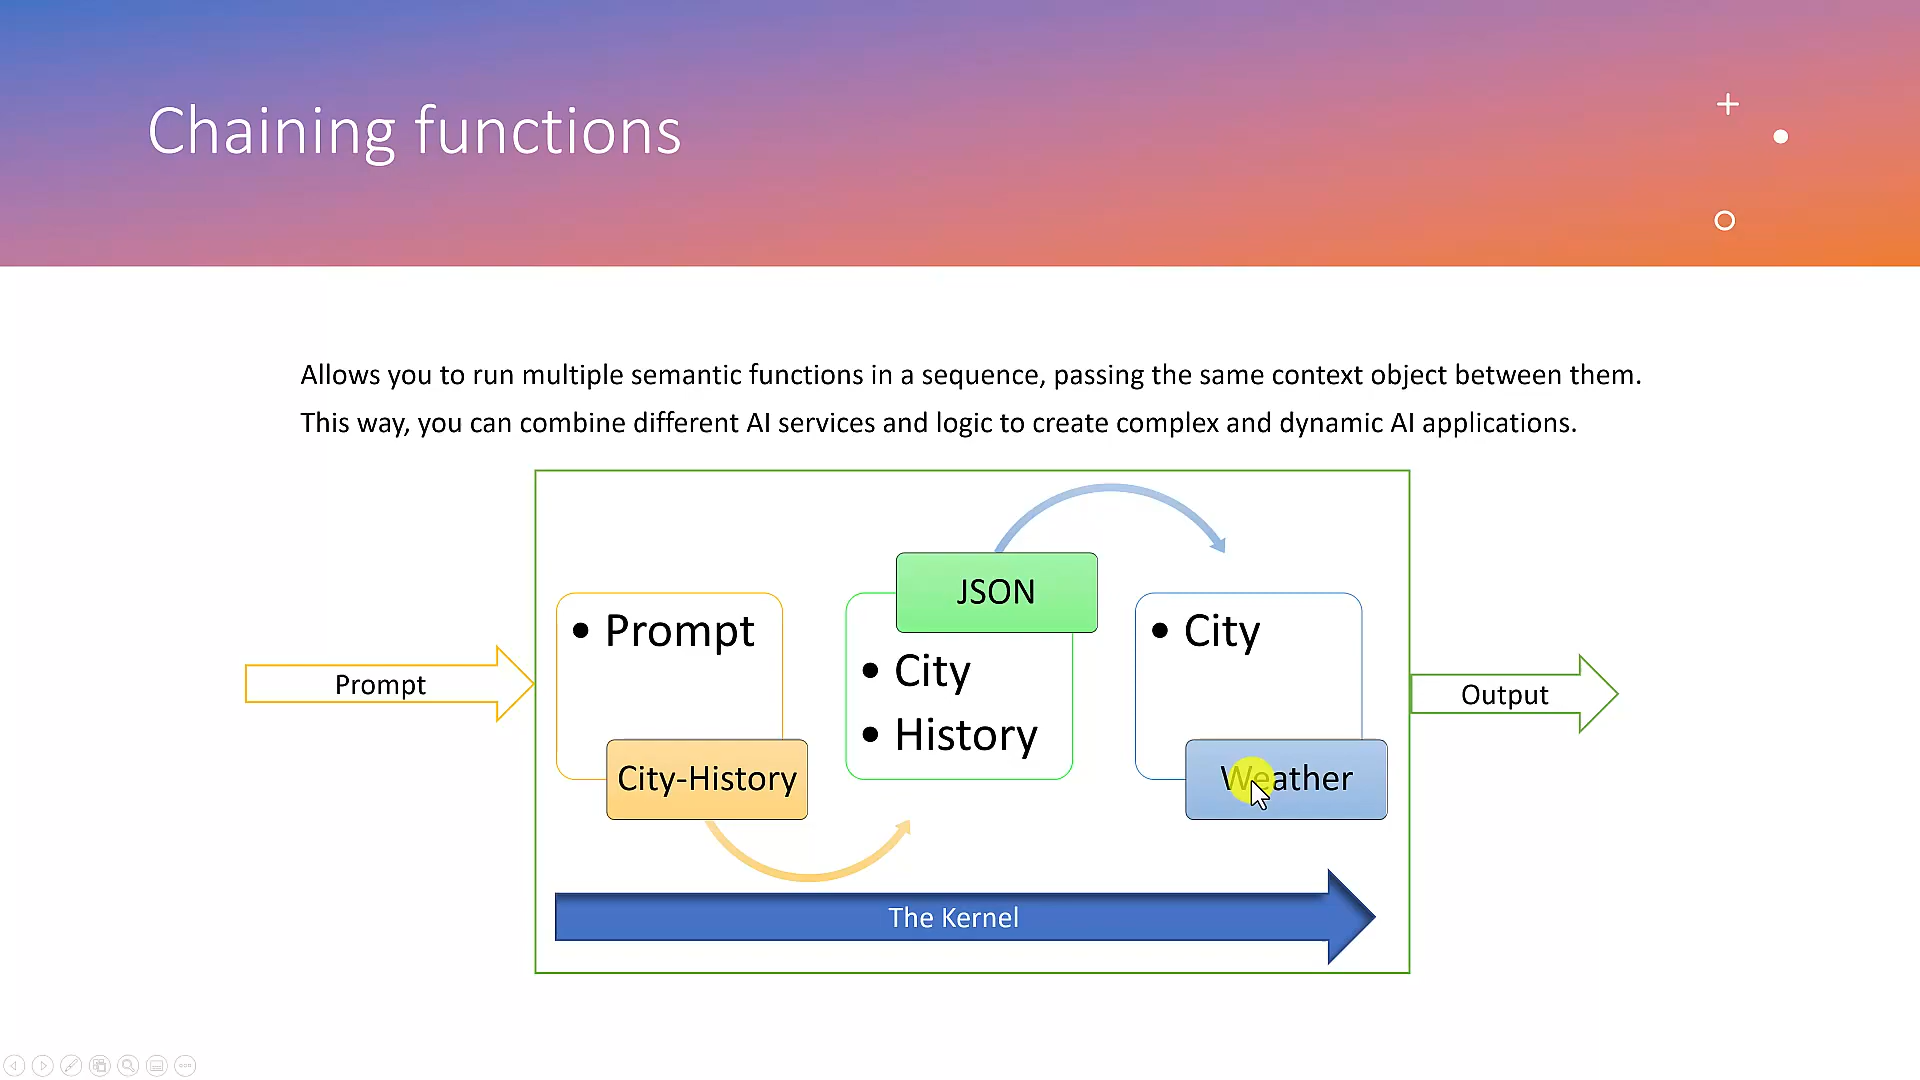 Chaining functions
Allows you to run multiple semantic functions in a sequence, passing the same context object between them.
This way, you can combine different AI services and logic to create complex and dynamic AI applications.
Prompt
• Prompt
City-History
JSON
• City
• History
• City
Weather
Output
The Kernel